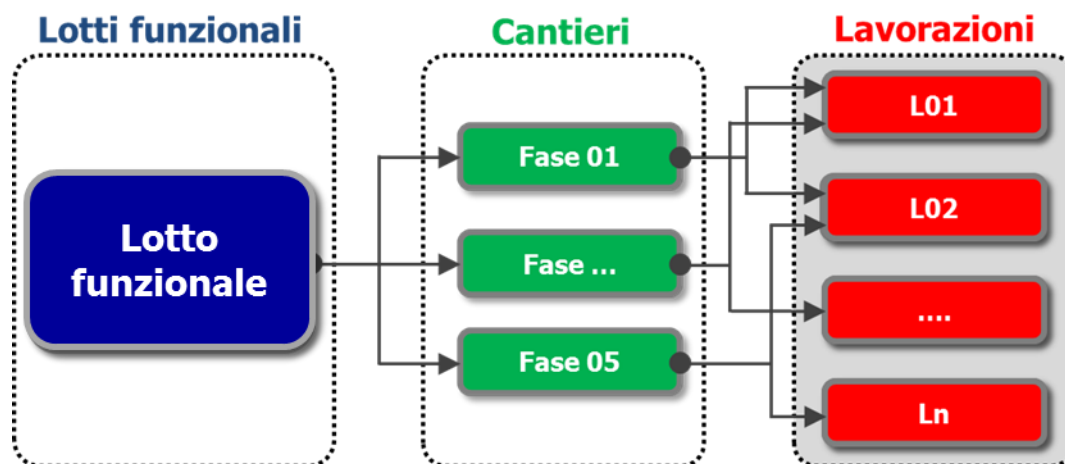 Lotti funzionali
Cantieri
Lavorazioni
Lotto
funzionale
Fase 01
Fase ...
Fase 05
L01
L02
....
Ln